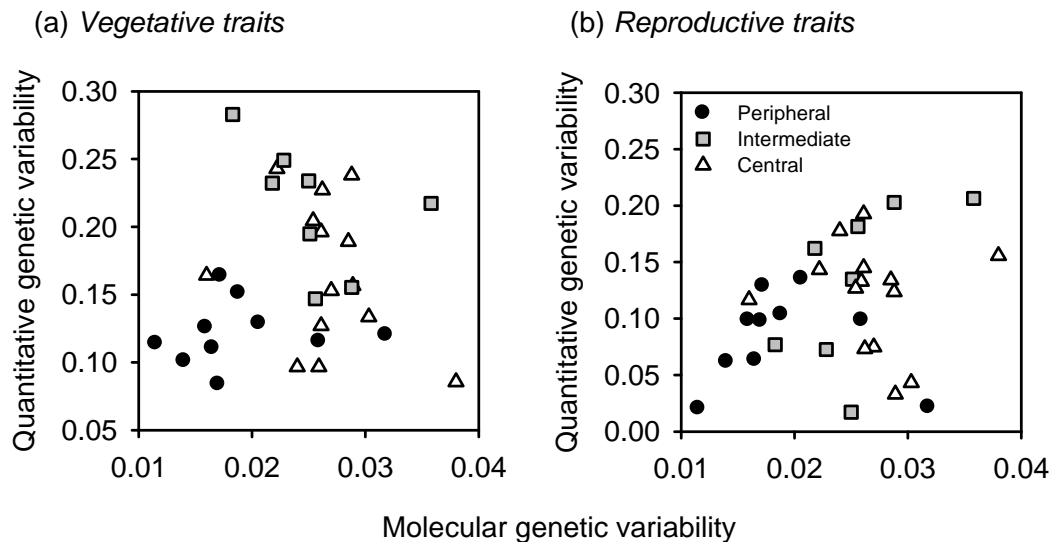 (a) Vegetative traits
Quantitative genetic variability
0.30
0.25
0.20
0.15
0.10
0.05
0.01
0.02
0.03
0.04
(b) Reproductive traits
Quantitative genetic variability
0.30
0.25
0.20
0.15
0.10
0.05
0.00
Peripheral
Intermediate
Central
0.01
0.02
0.03
0.04
Molecular genetic variability